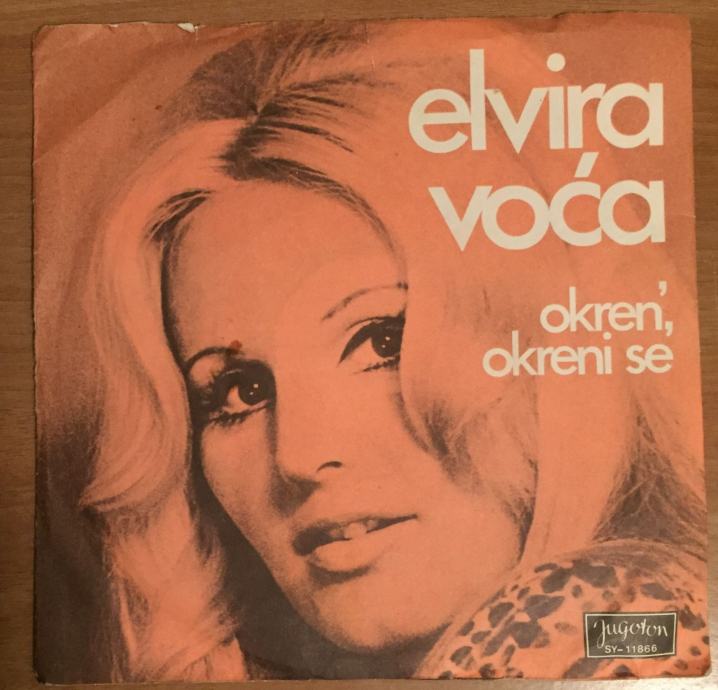 elvira
voća
okren',
okreni se
Jugoton
SY-11866